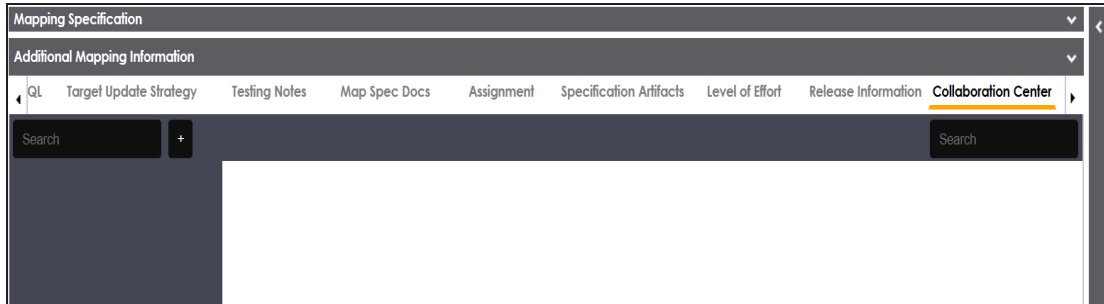 Mapping Specification
Additional Mapping Information
QL Target Update Strategy Testing Notes Map Spec Docs Assignment Specification Artifacts Level of Effort Release Information Collaboration Center
Search + Search